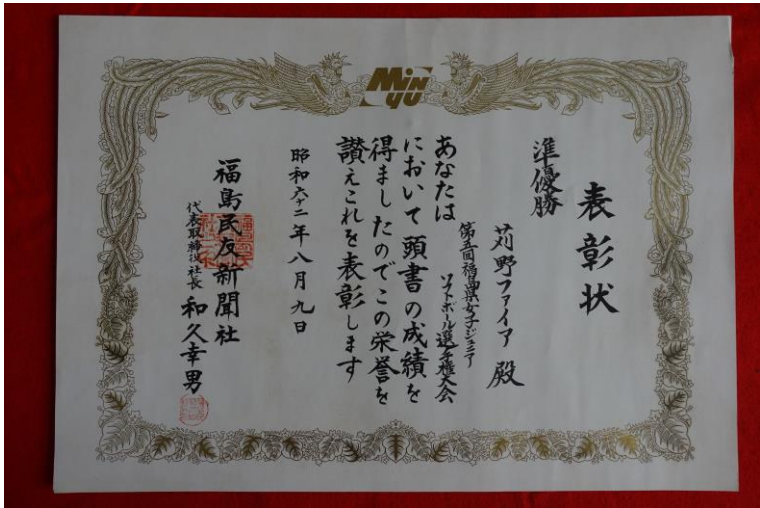 MiNYU
表彰状
準優勝
苅野ファイア殿
あなたは
第五回福島県女子ジュニア
ソフトボール選手権大会
において頭書の成績を
得ましたのでこの栄誉を
讃えこれを表彰します
昭和六十二年八月九日
福島民友新聞社
代表取締役社長 和久幸男